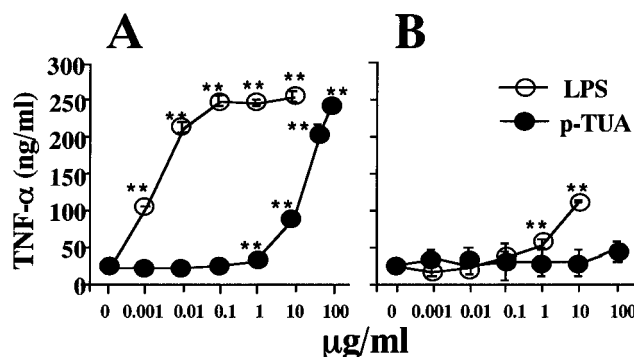 A
B
TNF-α (ng/ml)
300
250
200
150
100
50
0
** ** ** ** **
** ** ** ** **
** **
LPS
p-TUA
0 0.001 0.01 0.1 1 10 100
0 0.001 0.01 0.1 1 10 100
μg/ml